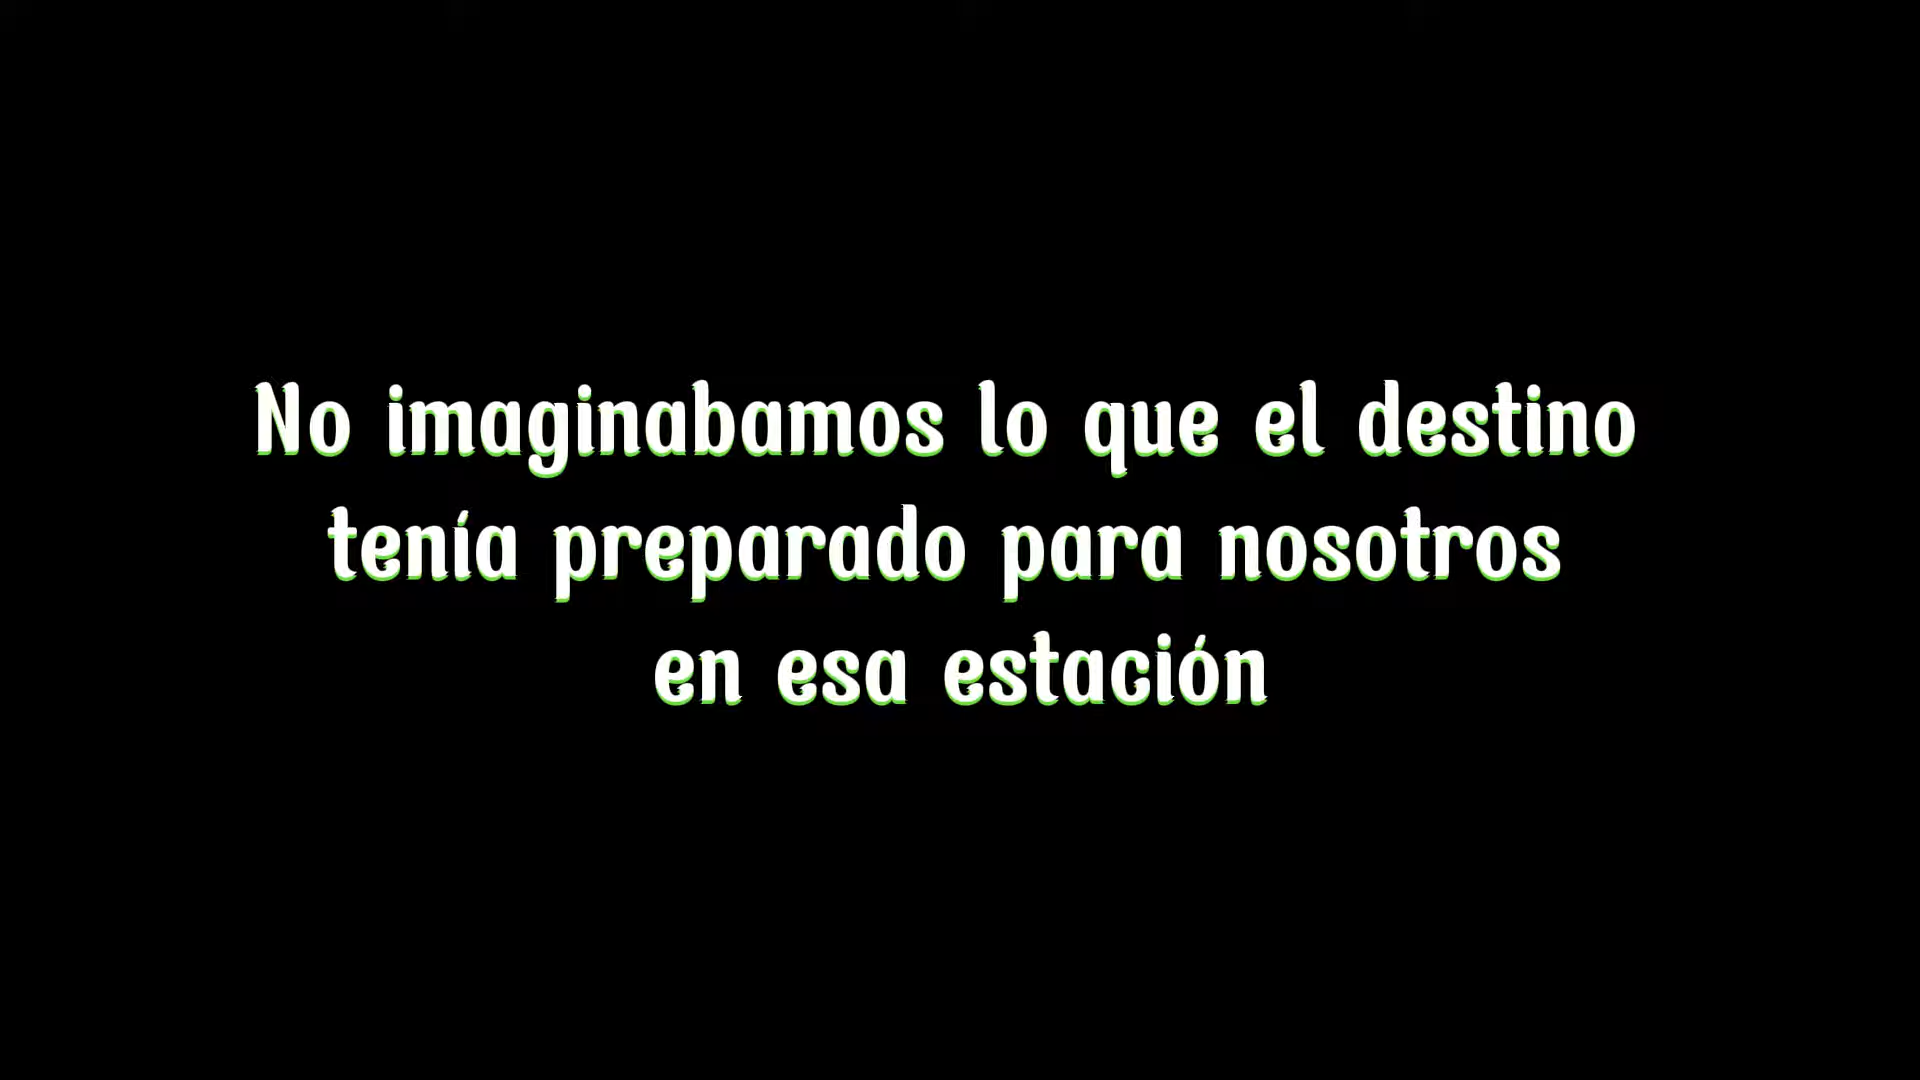 No imaginabamos lo que el destino
tenía preparado para nosotros
en esa estación